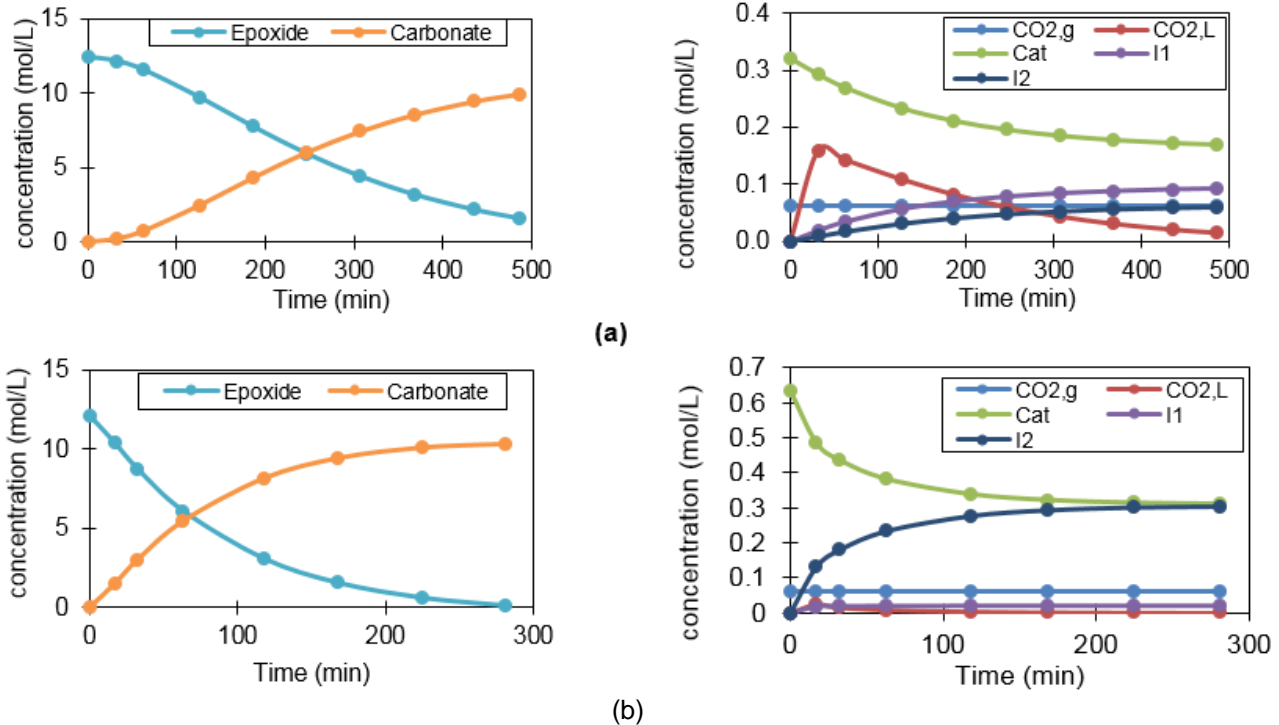 15
10
5
0
0 100 200 300 400 500
Time (min)
concentration (mol/L)
Epoxide Carbonate
0.4
0.3
0.2
0.1
0.0
0 100 200 300 400 500
Time (min)
concentration (mol/L)
CO2,g CO2,L
Cat I1
I2
(a)
15
10
5
0
0 100 200 300
Time (min)
concentration (mol/L)
Epoxide Carbonate
0.7
0.6
0.5
0.4
0.3
0.2
0.1
0
0 100 200 300
Time (min)
concentration (mol/L)
CO2,g CO2,L
Cat I1
I2
(b)